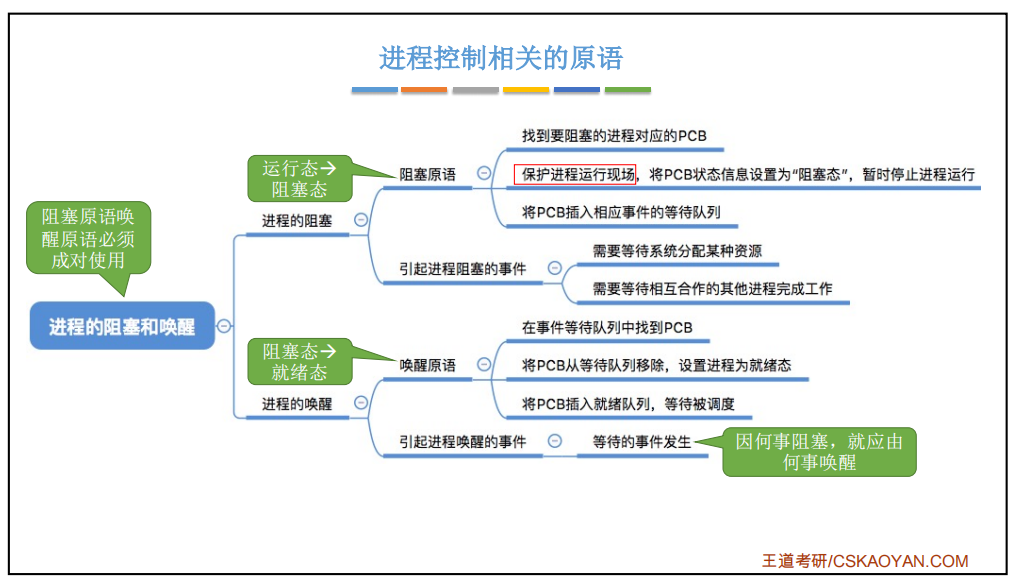 进程控制相关的原语
找到要阻塞的进程对应的PCB
运行态→
阻塞态
阻塞原语
保护进程运行现场，将PCB状态信息设置为“阻塞态”，暂时停止进程运行
将PCB插入相应事件的等待队列
进程的阻塞
阻塞原语唤
醒原语必须
成对使用
引起进程阻塞的事件
需要等待系统分配某种资源
需要等待相互合作的其他进程完成工作
进程的阻塞和唤醒
在事件等待队列中找到PCB
阻塞态→
就绪态
唤醒原语
将PCB从等待队列移除，设置进程为就绪态
将PCB插入就绪队列，等待被调度
进程的唤醒
引起进程唤醒的事件
等待的事件发生
因何事阻塞，就应由
何事唤醒
王道考研/CSKAOYAN.COM